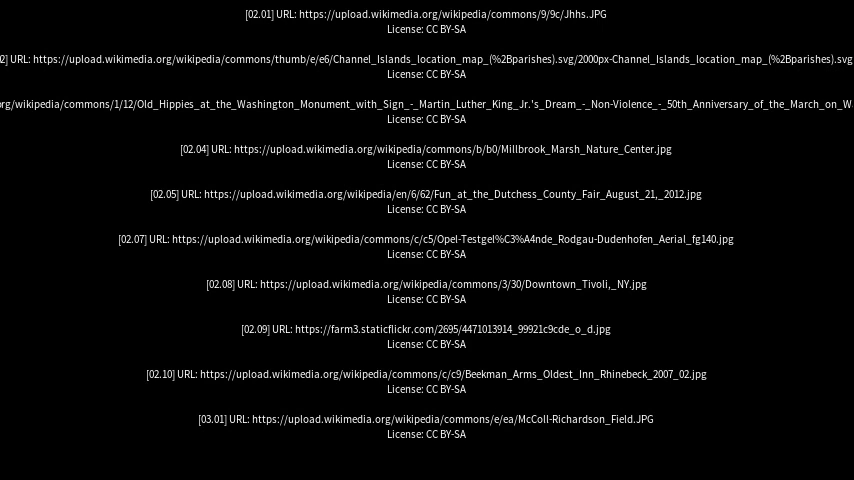 [02.01] URL: https://upload.wikimedia.org/wikipedia/commons/9/9c/Jhhs.JPG
License: CC BY-SA
2] URL: https://upload.wikimedia.org/wikipedia/commons/thumb/e/e6/Channel_Islands_location_map_(%2Bparishes).svg/2000px-Channel_Islands_location_map_(%2Bparishes).svg
License: CC BY-SA
org/wikipedia/commons/1/12/Old_Hippies_at_the_Washington_Monument_with_Sign_-_Martin_Luther_King_Jr.'s_Dream_-_Non-Violence_-_50th_Anniversary_of_the_March_on_W
License: CC BY-SA
[02.04] URL: https://upload.wikimedia.org/wikipedia/commons/b/b0/Millbrook_Marsh_Nature_Center.jpg
License: CC BY-SA
[02.05] URL: https://upload.wikimedia.org/wikipedia/en/6/62/Fun_at_the_Dutchess_County_Fair_August_21,_2012.jpg
License: CC BY-SA
[02.07] URL: https://upload.wikimedia.org/wikipedia/commons/c/c5/Opel-Testgel%C3%A4nde_Rodgau-Dudenhofen_Aerial_fg140.jpg
License: CC BY-SA
[02.08] URL: https://upload.wikimedia.org/wikipedia/commons/3/30/Downtown_Tivoli,_NY.jpg
License: CC BY-SA
[02.09] URL: https://farm3.staticflickr.com/2695/4471013914_99921c9cde_o_d.jpg
License: CC BY-SA
[02.10] URL: https://upload.wikimedia.org/wikipedia/commons/c/c9/Beekman_Arms_Oldest_Inn_Rhinebeck_2007_02.jpg
License: CC BY-SA
[03.01] URL: https://upload.wikimedia.org/wikipedia/commons/e/ea/McColl-Richardson_Field.JPG
License: CC BY-SA